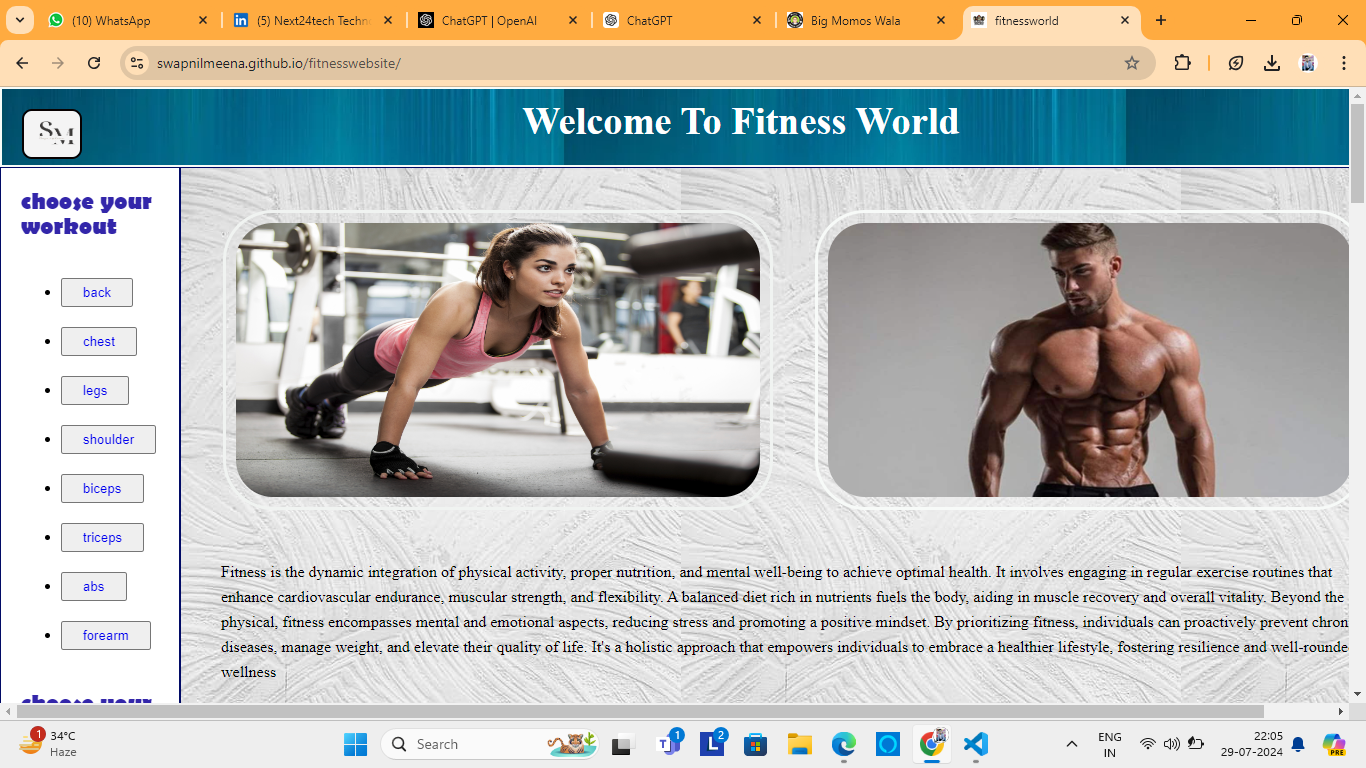 (10) WhatsApp
(5) Next24tech Techn
ChatGPT | OpenAI
ChatGPT
Big Momos Wala
fitnessworld
swapnilmeena.github.io/fitnesswebsite/
SM
Welcome To Fitness World
choose your
workout
back
chest
legs
shoulder
biceps
triceps
abs
forearm
choose your
Fitness is the dynamic integration of physical activity, proper nutrition, and mental well-being to achieve optimal health. It involves engaging in regular exercise routines that
enhance cardiovascular endurance, muscular strength, and flexibility. A balanced diet rich in nutrients fuels the body, aiding in muscle recovery and overall vitality. Beyond the
physical, fitness encompasses mental and emotional aspects, reducing stress and promoting a positive mindset. By prioritizing fitness, individuals can proactively prevent chron
diseases, manage weight, and elevate their quality of life. It's a holistic approach that empowers individuals to embrace a healthier lifestyle, fostering resilience and well-rounde
wellness
1
34°C
Haze
Search
1
2
ENG
IN
22:05
29-07-2024
PRE